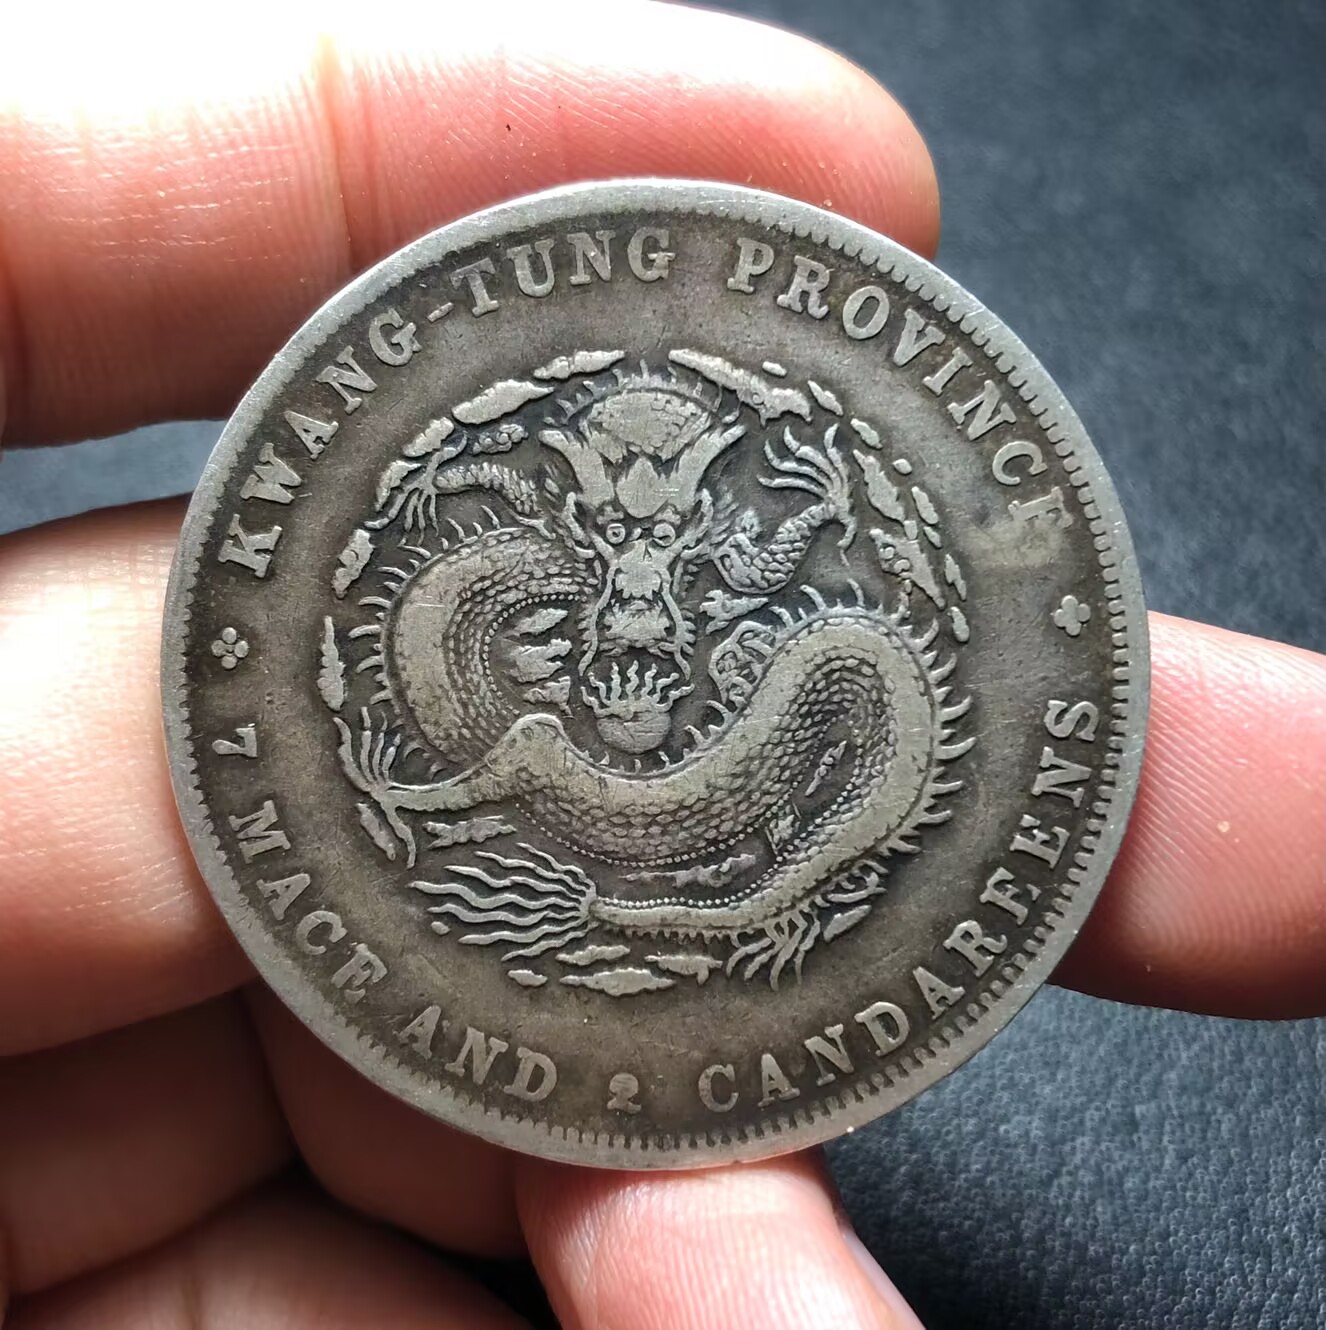 KWANG-TUNG PROVINCE
7 MACE AND 2 CANDAREENS